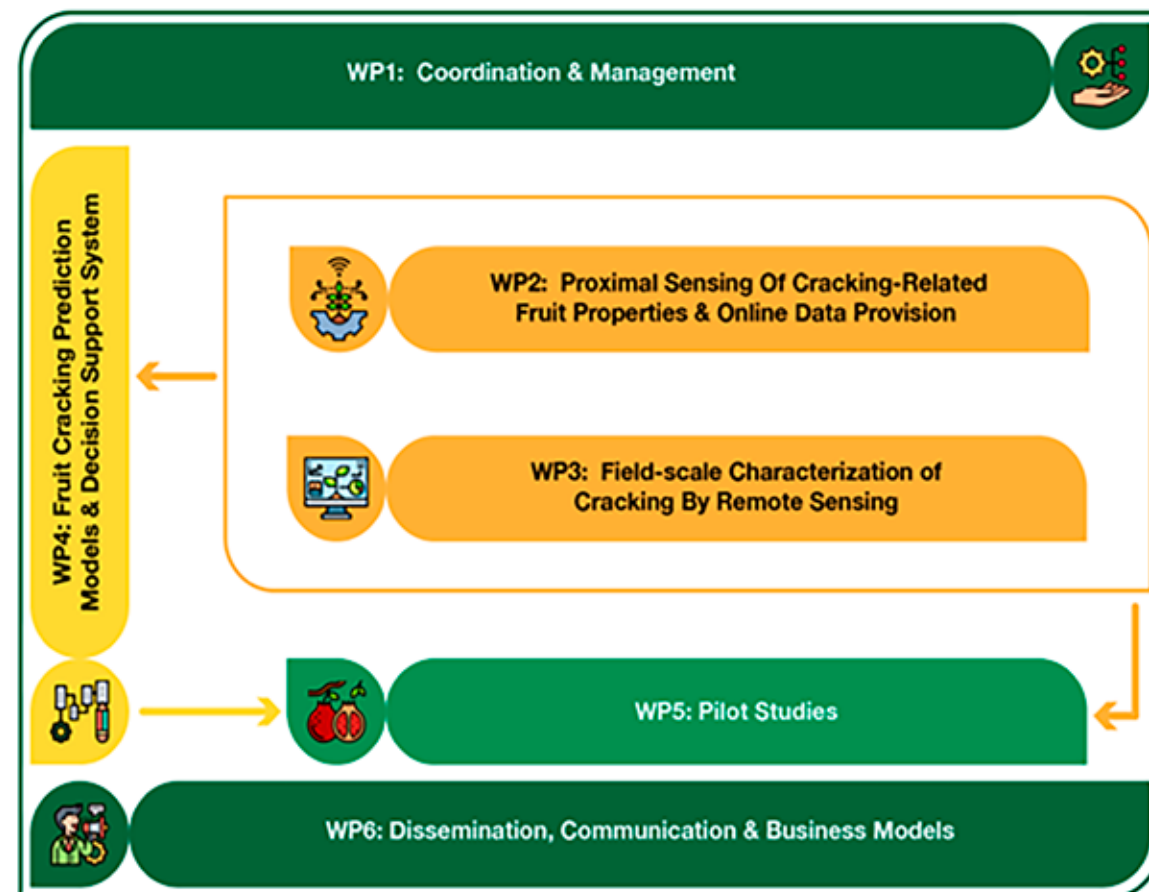 WP1: Coordination & Management
WP4: Fruit Cracking Prediction
Models & Decision Support System
WP2: Proximal Sensing Of Cracking-Related
Fruit Properties & Online Data Provision
WP3: Field-scale Characterization of
Cracking By Remote Sensing
WP5: Pilot Studies
WP6: Dissemination, Communication & Business Models